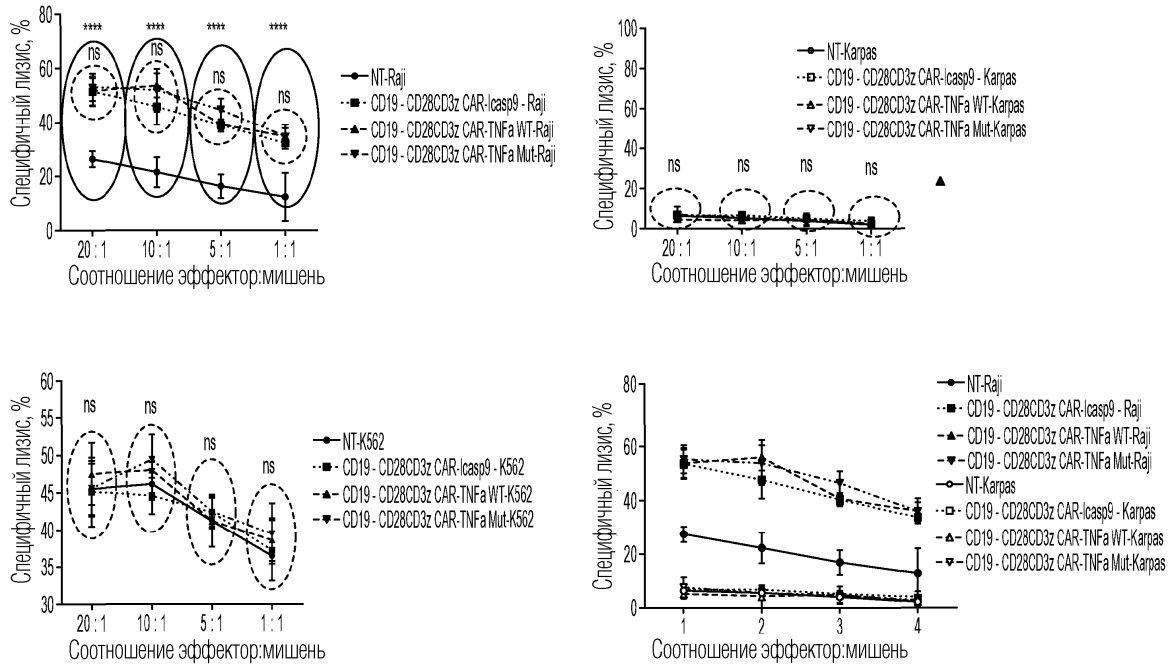 Специфичный лизис, %
80
60
40
20
0
**** **** **** ****
ns ns ns ns
20 : 1 10 : 1 5 : 1 1 : 1
Соотношение эффектор:мишень
NT-Raji
CD19 - CD28CD3z CAR-Icasp9 - Raji
CD19 - CD28CD3z CAR-TNFa WT-Raji
CD19 - CD28CD3z CAR-TNFa Mut-Raji
Специфичный лизис, %
100
80
60
40
20
0
ns ns ns ns
20 : 1 10 : 1 5 : 1 1 : 1
Соотношение эффектор:мишень
NT-Karpas
CD19 - CD28CD3z CAR-Icasp9 - Karpas
CD19 - CD28CD3z CAR-TNFa WT-Karpas
CD19 - CD28CD3z CAR-TNFa Mut-Karpas
Специфичный лизис, %
60
55
50
45
40
35
30
ns ns ns ns
20 : 1 10 : 1 5 : 1 1 : 1
Соотношение эффектор:мишень
NT-K562
CD19 - CD28CD3z CAR-Icasp9 - K562
CD19 - CD28CD3z CAR-TNFa WT-K562
CD19 - CD28CD3z CAR-TNFa Mut-K562
Специфичный лизис, %
80
60
40
20
0
1 2 3 4
Соотношение эффектор:мишень
NT-Raji
CD19 - CD28CD3z CAR-Icasp9 - Raji
CD19 - CD28CD3z CAR-TNFa WT-Raji
CD19 - CD28CD3z CAR-TNFa Mut-Raji
NT-Karpas
CD19 - CD28CD3z CAR-Icasp9 - Karpas
CD19 - CD28CD3z CAR-TNFa WT-Karpas
CD19 - CD28CD3z CAR-TNFa Mut-Karpas